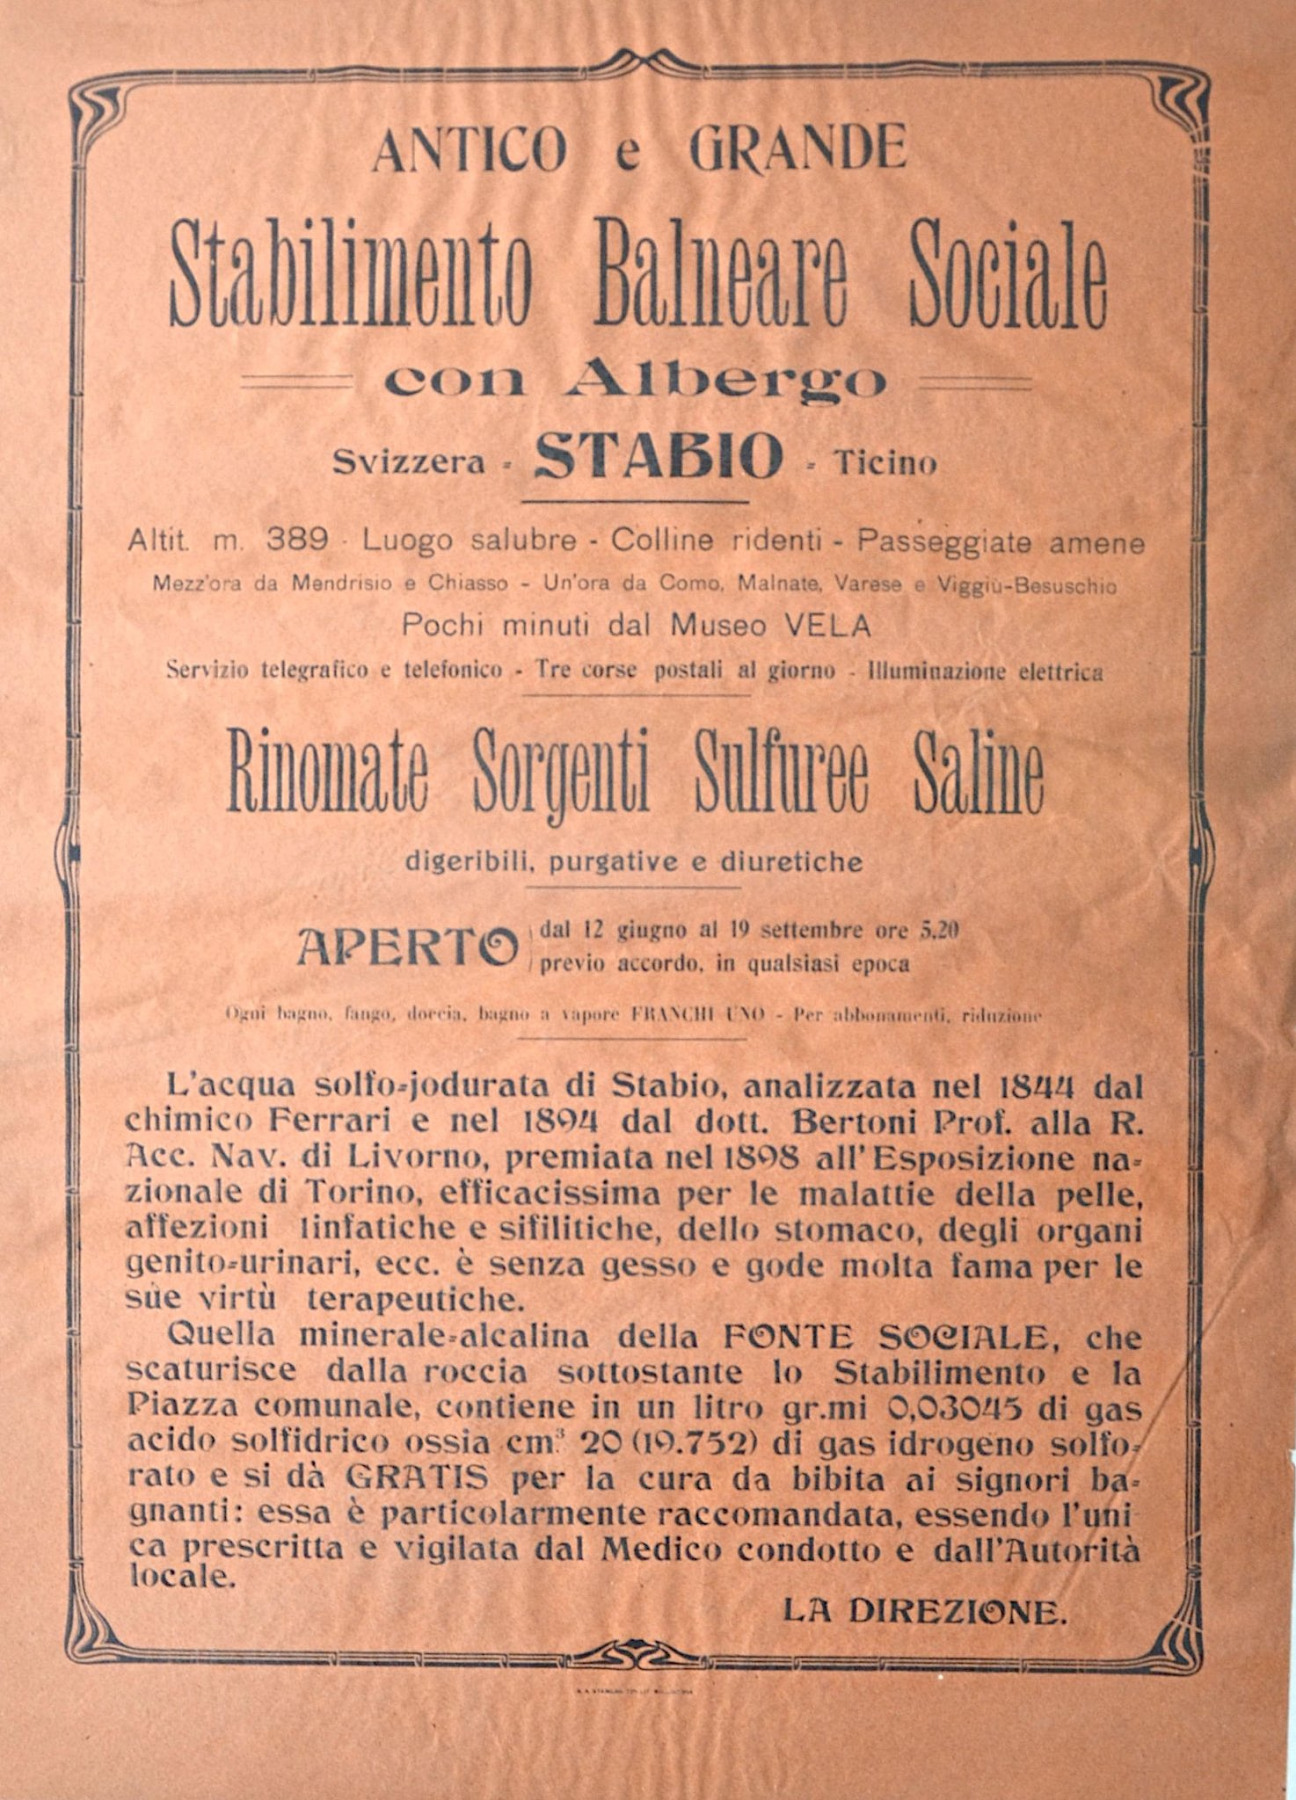 ANTICO e GRANDE
Stabilimento Balneare Sociale
con Albergo
Svizzera - STABIO - Ticino
Altit. m. 389 - Luogo salubre - Colline ridenti - Passeggiate amene
Mezz'ora da Mendrisio e Chiasso - Un'ora da Como, Malnate, Varese e Viggiù-Besuschio
Pochi minuti dal Museo VELA
Servizio telegrafico e telefonico - Tre corse postali al giorno - Illuminazione elettrica
Rinomate Sorgenti Sulfuree Saline
digeribili, purgative e diuretiche
APERTO dal 12 giugno al 19 settembre ore 5.20
previo accordo, in qualsiasi epoca
Ogni bagno, fango, doccia, bagno a vapore FRANCHI UNO - Per abbonamenti, riduzione
L'acqua solfo-jodurata di Stabio, analizzata nel 1844 dal
chimico Ferrari e nel 1894 dal dott. Bertoni Prof. alla R.
Acc. Nav. di Livorno, premiata nel 1898 all'Esposizione na-
zionale di Torino, efficacissima per le malattie della pelle,
affezioni linfatiche e sifilitiche, dello stomaco, degli organi
genito-urinari, ecc. è senza gesso e gode molta fama per le
sue virtù terapeutiche.
Quella minerale-alcalina della FONTE SOCIALE, che
scaturisce dalla roccia sottostante lo Stabilimento e la
Piazza comunale, contiene in un litro gr.mi 0,03045 di gas
acido solfidrico ossia cm.³ 20 (19.752) di gas idrogeno solfo-
rato e si dà GRATIS per la cura da bibita ai signori ba-
gnanti: essa è particolarmente raccomandata, essendo l'uni
ca prescritta e vigilata dal Medico condotto e dall'Autorità
locale.
LA DIREZIONE.